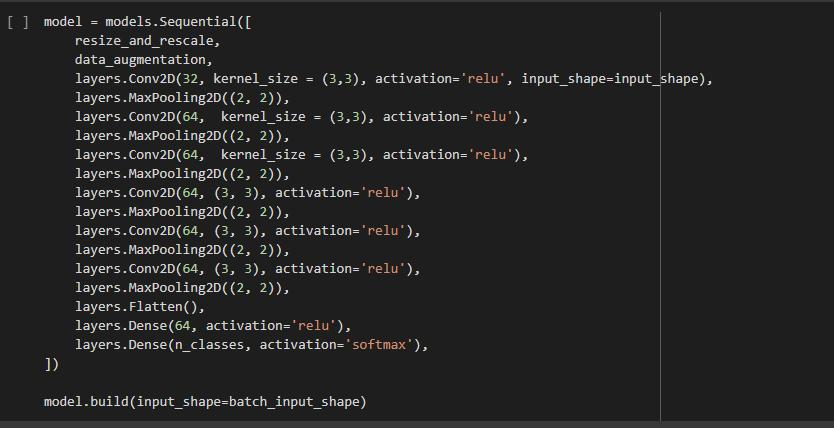 [ ] model = models.Sequential([
    resize_and_rescale,
    data_augmentation,
    layers.Conv2D(32, kernel_size = (3,3), activation='relu', input_shape=input_shape),
    layers.MaxPooling2D((2, 2)),
    layers.Conv2D(64,  kernel_size = (3,3), activation='relu'),
    layers.MaxPooling2D((2, 2)),
    layers.Conv2D(64,  kernel_size = (3,3), activation='relu'),
    layers.MaxPooling2D((2, 2)),
    layers.Conv2D(64, (3, 3), activation='relu'),
    layers.MaxPooling2D((2, 2)),
    layers.Conv2D(64, (3, 3), activation='relu'),
    layers.MaxPooling2D((2, 2)),
    layers.Conv2D(64, (3, 3), activation='relu'),
    layers.MaxPooling2D((2, 2)),
    layers.Flatten(),
    layers.Dense(64, activation='relu'),
    layers.Dense(n_classes, activation='softmax'),
])
model.build(input_shape=batch_input_shape)